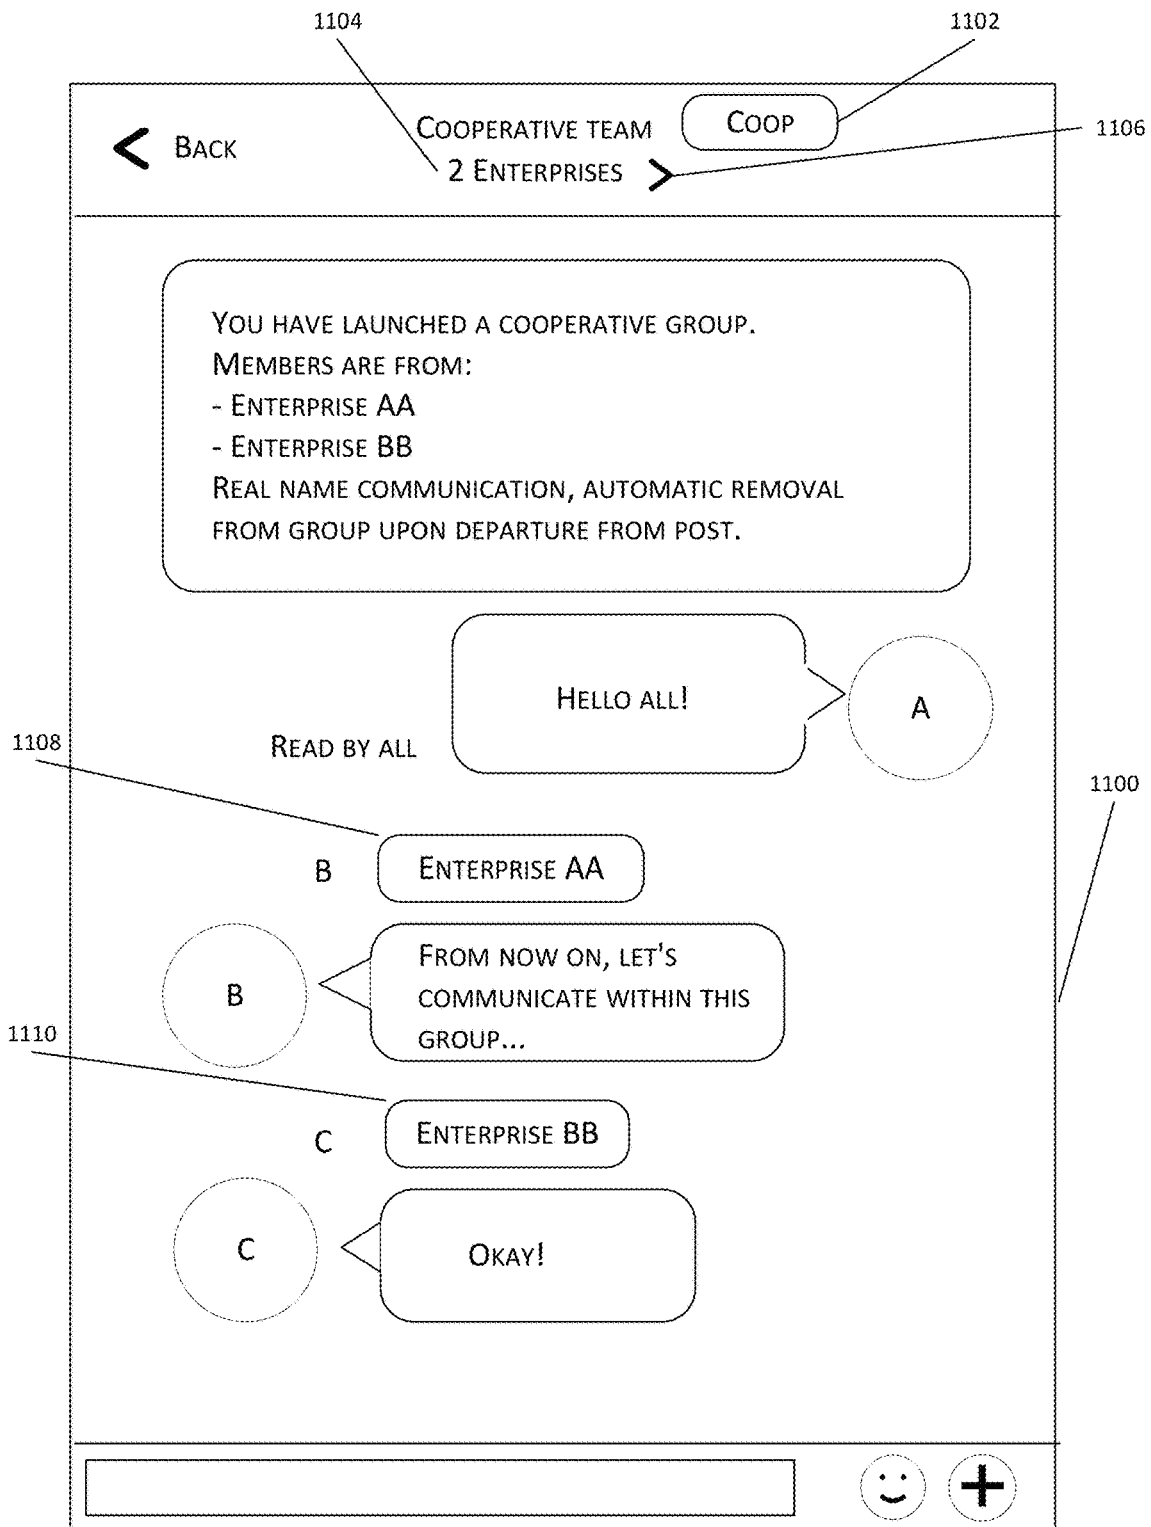 1104
1102
Cooperative team
Coop
1106
Back
2 Enterprises
You have launched a cooperative group.
Members are from:
- Enterprise AA
- Enterprise BB
Real name communication, automatic removal
from group upon departure from post.
Hello all!
A
Read by all
1108
1100
B
Enterprise AA
From now on, let's
communicate within this
group...
B
1110
C
Enterprise BB
C
Okay!